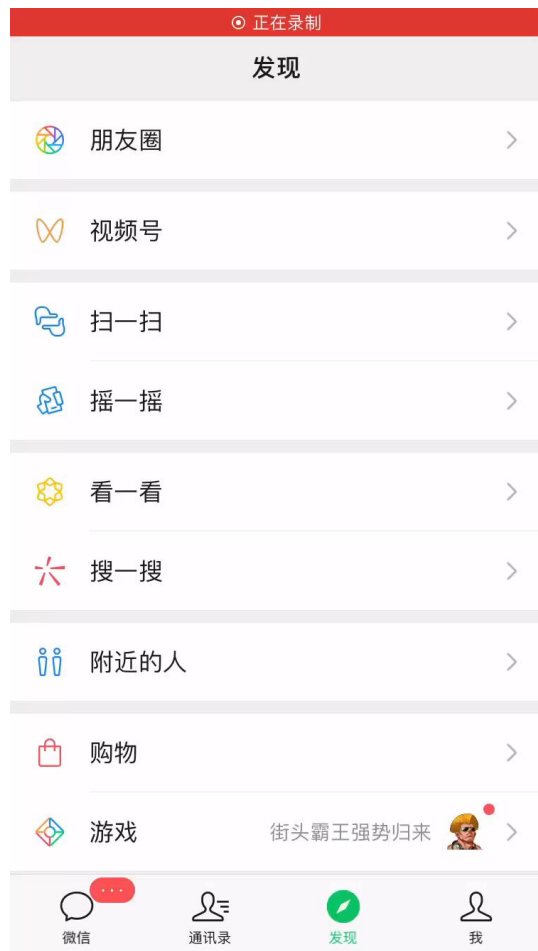 正在录制
发现
朋友圈
视频号
扫一扫
摇一摇
看一看
搜一搜
附近的人
购物
游戏 街头霸王强势归来
微信 通讯录 发现 我